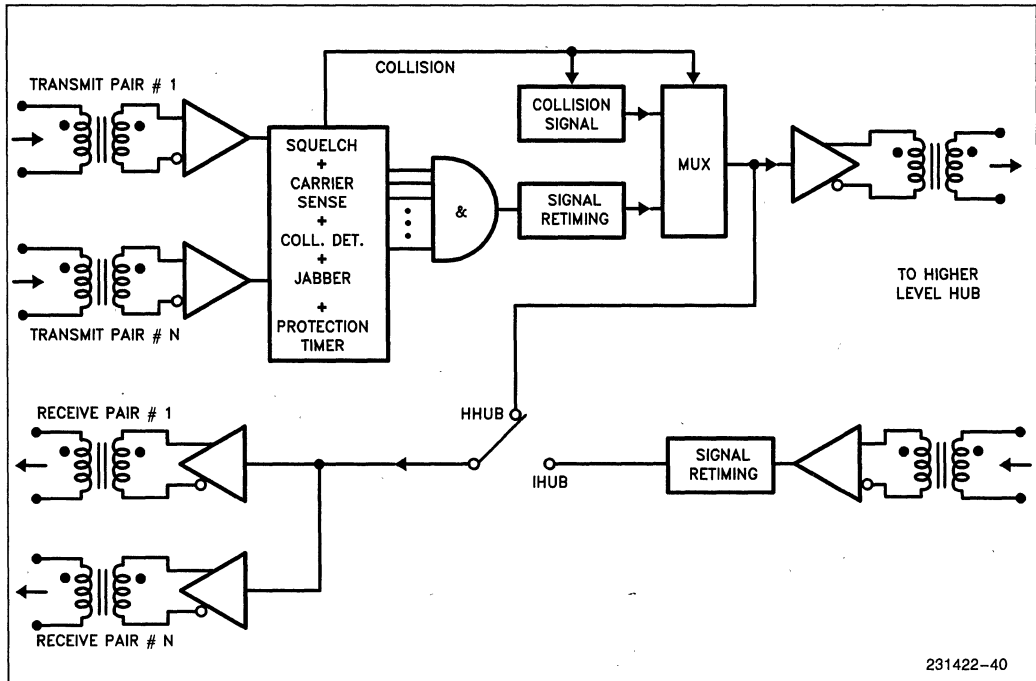 TRANSMIT PAIR # 1
COLLISION
SQUELCH
+
CARRIER
SENSE
+
COLL. DET.
+
JABBER
+
PROTECTION
TIMER
&
COLLISION
SIGNAL
SIGNAL
RETIMING
MUX
TO HIGHER
LEVEL HUB
TRANSMIT PAIR # N
RECEIVE PAIR # 1
HHUB
IHUB
SIGNAL
RETIMING
RECEIVE PAIR # N
231422-40